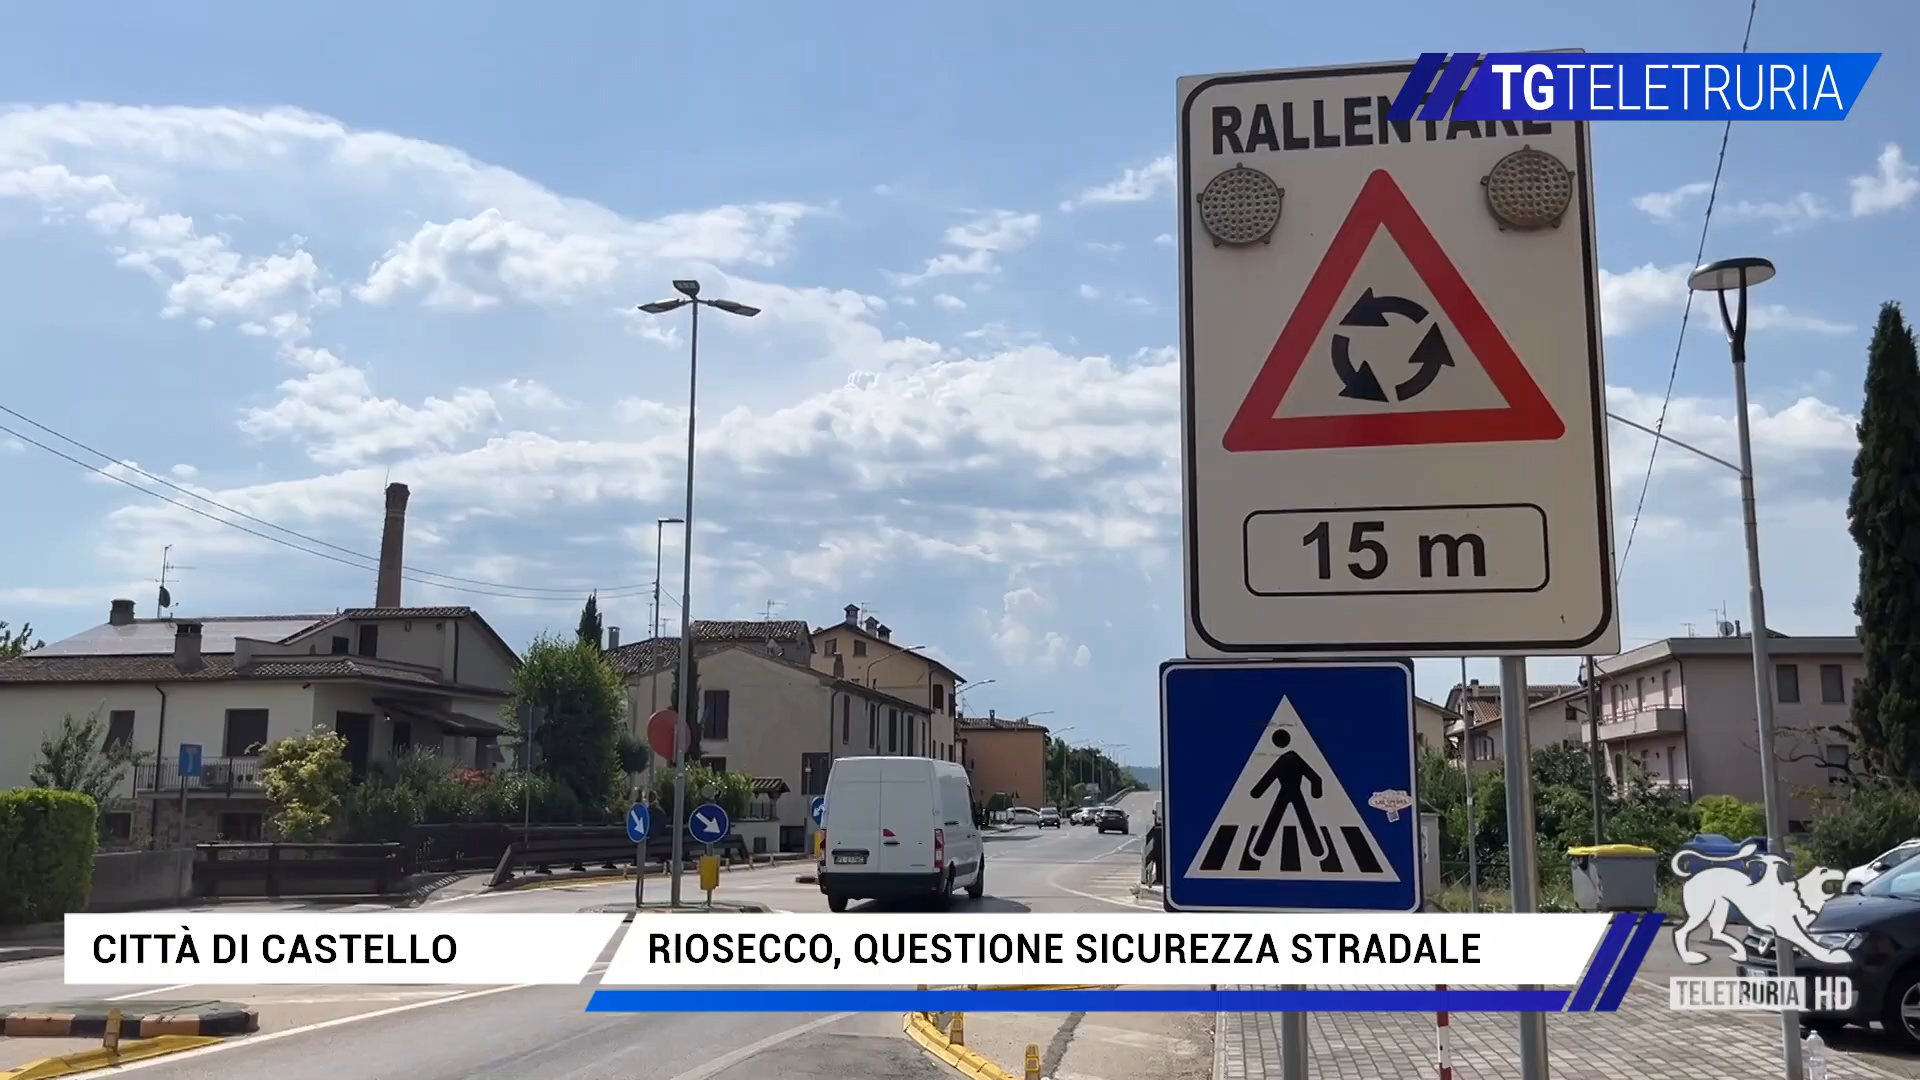 TGTELETRURIA
RALLENTARE
15 m
CITTÀ DI CASTELLO
RIOSECCO, QUESTIONE SICUREZZA STRADALE
TELETRURIA HD